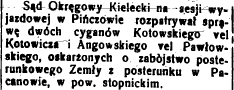 Sąd Okręgowy Kielecki na sesji wy-
jazdowej w Pińczowie rozpatrywał spra-
wę dwóch cyganów Kotowskiego vel
Kotowicza i Angowskiego vel Pawłow-
skiego, oskarżonych o zabójstwo poste-
runkowego Zemły z posterunku w Pa-
canowie, w pow. stopnickim.